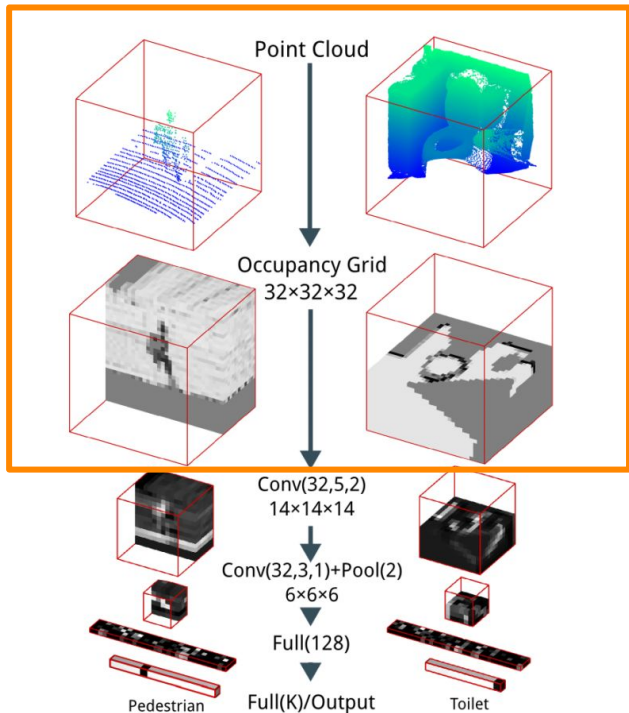 Point Cloud
Occupancy Grid
32×32×32
Conv(32,5,2)
14×14×14
Conv(32,3,1)+Pool(2)
6×6×6
Full(128)
Full(K)/Output
Pedestrian
Toilet